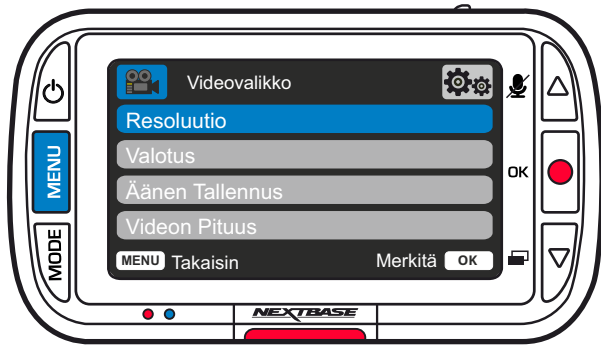 Videovalikko
Resoluutio
MENU
Valotus
OK
Äänen Tallennus
MODE
Videon Pituus
MENU Takaisin Merkitä OK
NEXTBASE